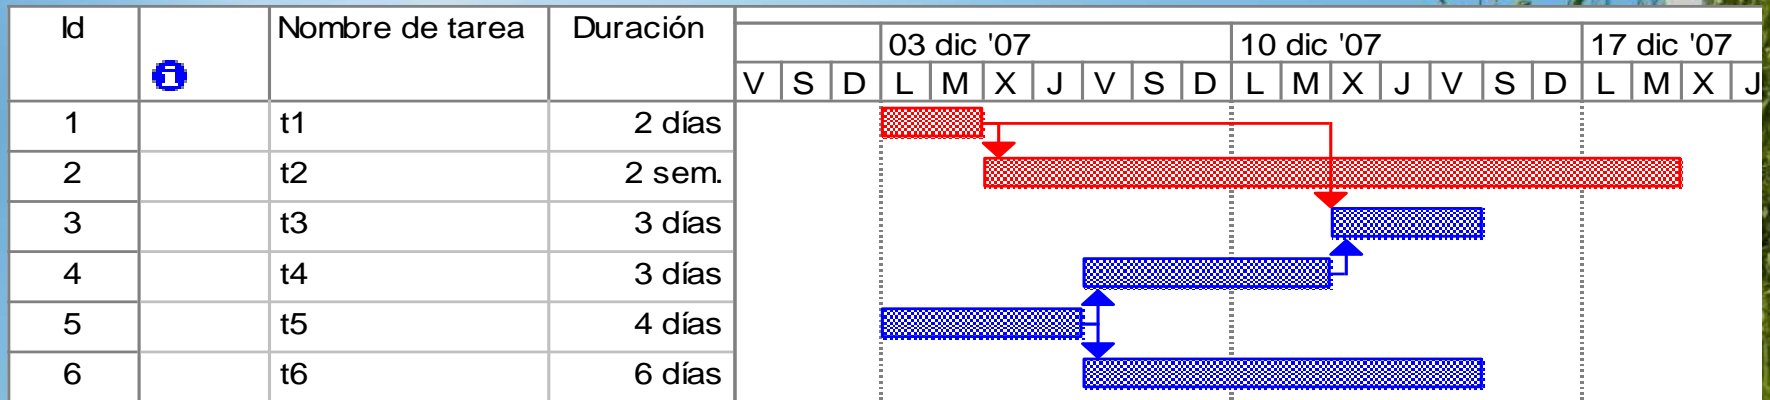 Id Nombre de tarea Duración
03 dic '07 10 dic '07 17 dic '07
V S D L M X J V S D L M X J V S D L M X J
1 t1 2 días
2 t2 2 sem.
3 t3 3 días
4 t4 3 días
5 t5 4 días
6 t6 6 días